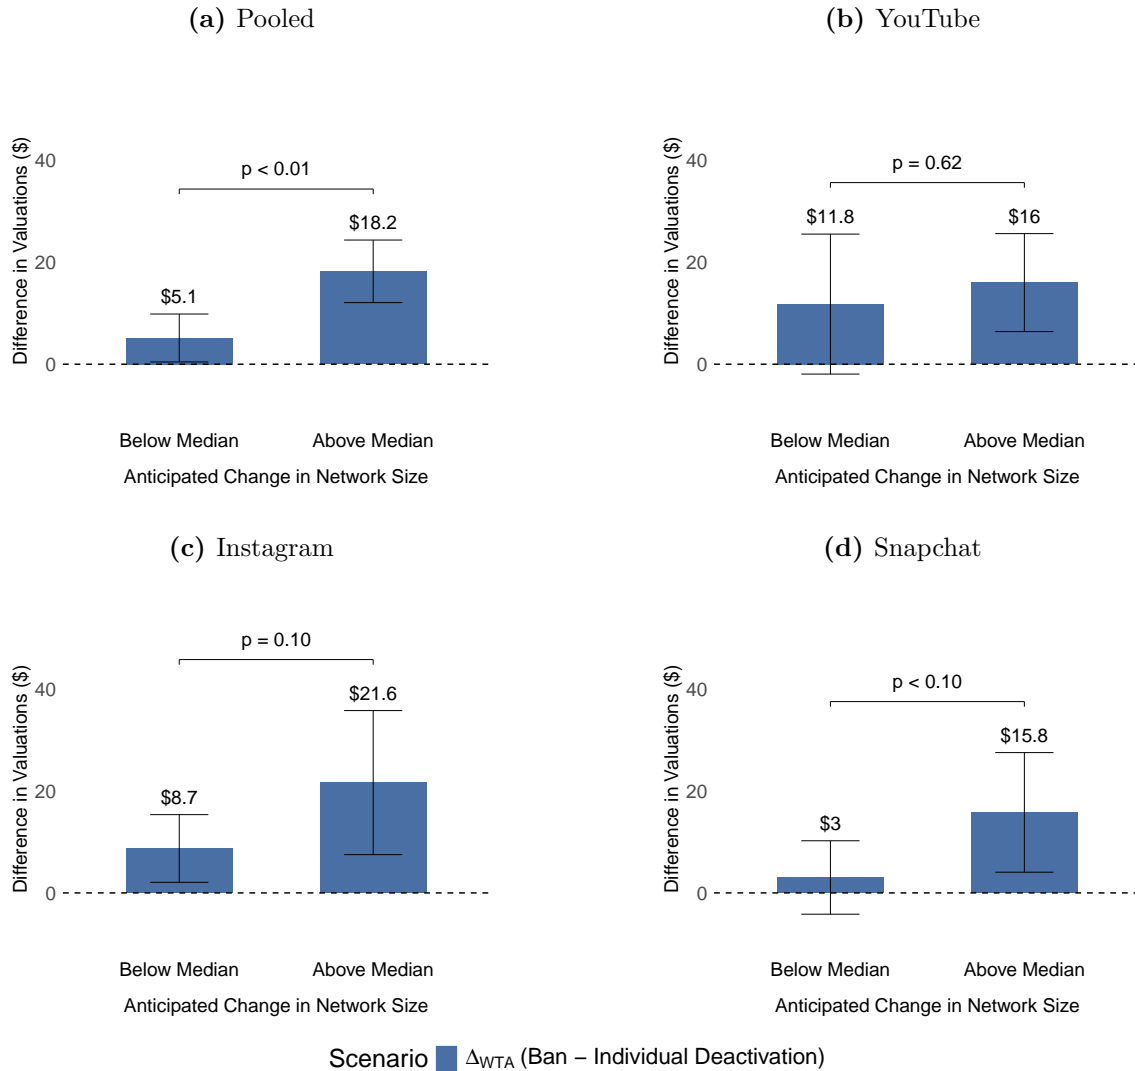 (a) Pooled
Difference in Valuations ($)
40
20
0
p < 0.01
$5.1
$18.2
Below Median
Above Median
Anticipated Change in Network Size
(b) YouTube
Difference in Valuations ($)
40
20
0
p = 0.62
$11.8
$16
Below Median
Above Median
Anticipated Change in Network Size
(c) Instagram
Difference in Valuations ($)
40
20
0
p = 0.10
$8.7
$21.6
Below Median
Above Median
Anticipated Change in Network Size
(d) Snapchat
Difference in Valuations ($)
40
20
0
p < 0.10
$3
$15.8
Below Median
Above Median
Anticipated Change in Network Size
Scenario ΔWTA (Ban − Individual Deactivation)